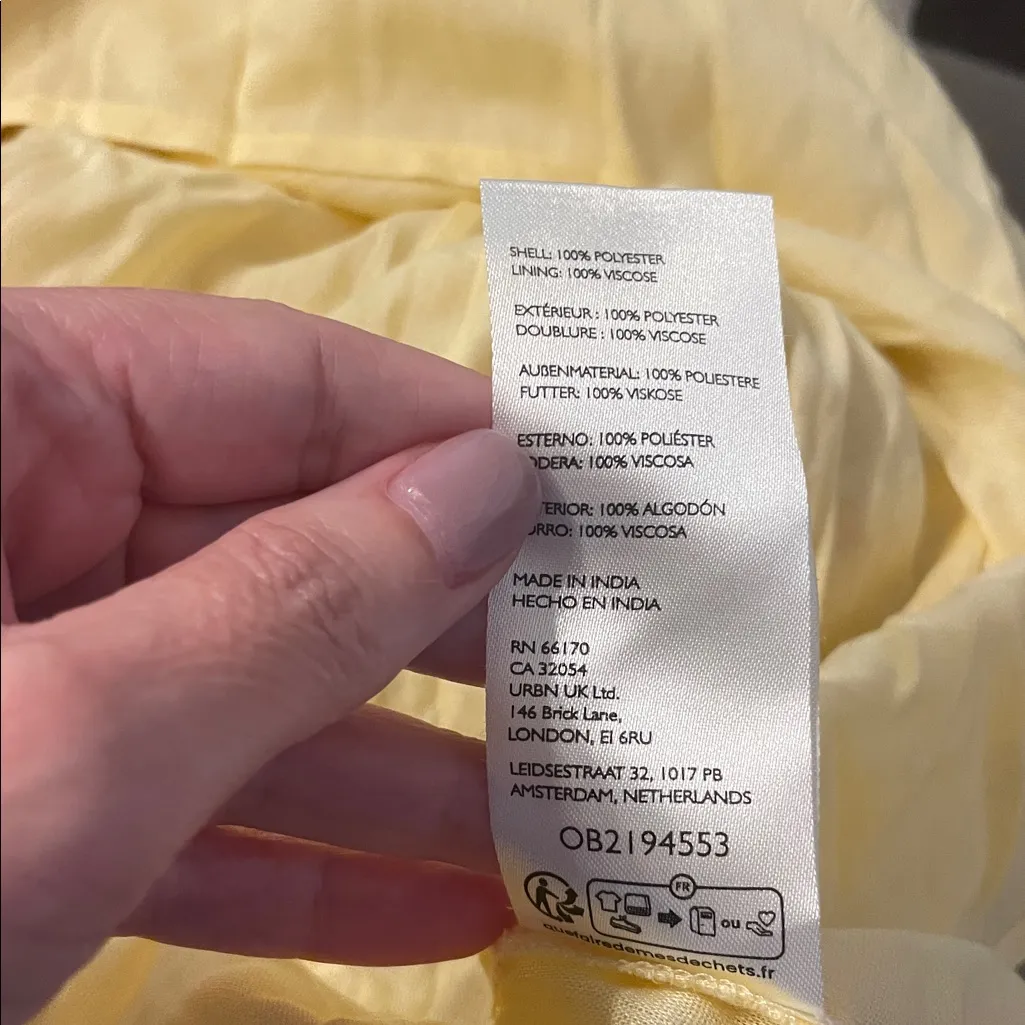 SHELL: 100% POLYESTER
LINING: 100% VISCOSE
EXTÉRIEUR : 100% POLYESTER
DOUBLURE : 100% VISCOSE
AUßENMATERIAL: 100% POLIESTERE
FUTTER: 100% VISKOSE
ESTERNO: 100% POLIÉSTER
100% VISCOSA
100% ALGODÓN
100% VISCOSA
MADE IN INDIA
HECHO EN INDIA
RN 66170
CA 32054
URBN UK Ltd.
146 Brick Lane,
LONDON, E1 6RU
LEIDSESTRAAT 32, 1017 PB
AMSTERDAM, NETHERLANDS
OB2194553
FR
ou
quefairedemesdechets.fr